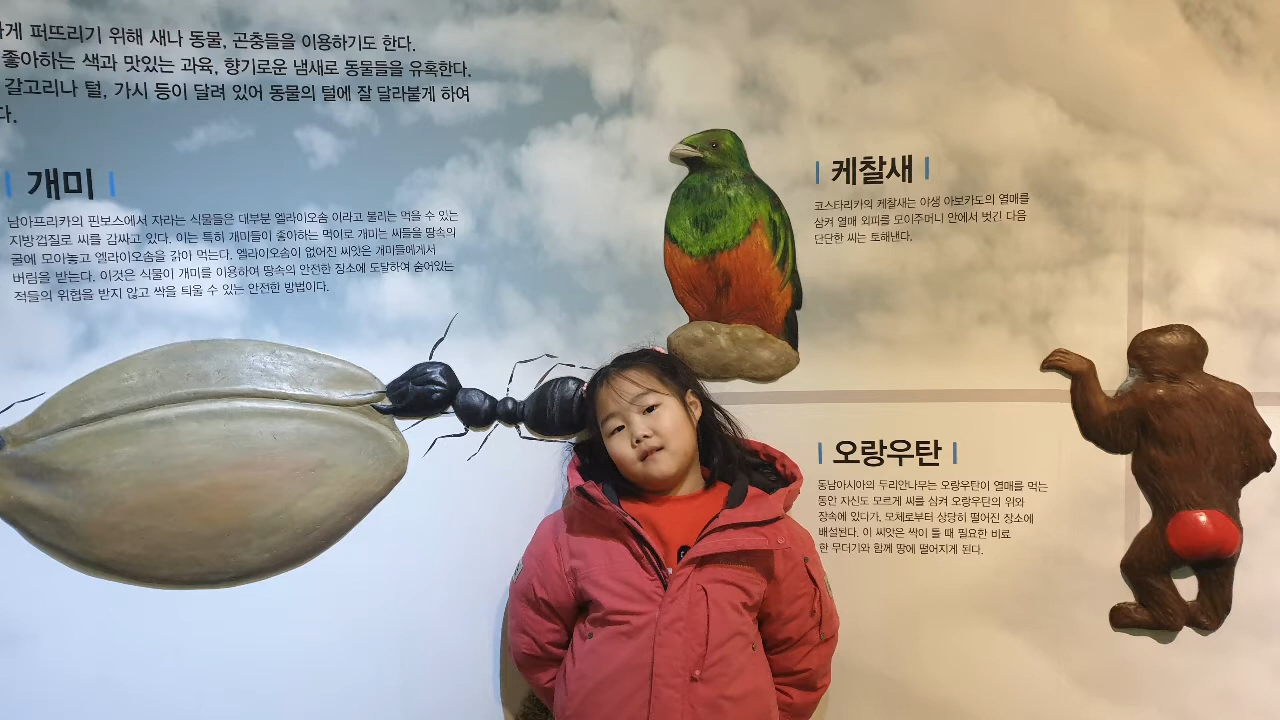 게 퍼뜨리기 위해 새나 동물, 곤충들을 이용하기도 한다.
좋아하는 색과 맛있는 과육, 향기로운 냄새로 동물들을 유혹한다.
갈고리나 털, 가시 등이 달려 있어 동물의 털에 잘 달라붙게 하여
다.
개미
남아프리카의 핀보스에서 자라는 식물들은 대부분 엘라이오솜 이라고 불리는 먹을 수 있는
지방껍질로 씨를 감싸고 있다. 이는 특히 개미들이 좋아하는 먹이로 개미는 씨들을 땅속의
굴에 모아놓고 엘라이오솜을 갉아 먹는다. 엘라이오솜이 없어진 씨앗은 개미들에게서
버림을 받는다. 이것은 식물이 개미를 이용하여 땅속의 안전한 장소에 도달하여 숨어있는
적들의 위협을 받지 않고 싹을 틔울 수 있는 안전한 방법이다.
케찰새
코스타리카의 케찰새는 야생 아보카도의 열매를
삼켜 열매 외피를 모이주머니 안에서 벗긴 다음
단단한 씨는 토해낸다.
오랑우탄
동남아시아의 두리안나무는 오랑우탄이 열매를 먹는
동안 자신도 모르게 씨를 삼켜 오랑우탄의 위와
장속에 있다가, 모체로부터 상당히 떨어진 장소에
배설된다. 이 씨앗은 싹이 틀 때 필요한 비료
한 무더기와 함께 땅에 떨어지게 된다.